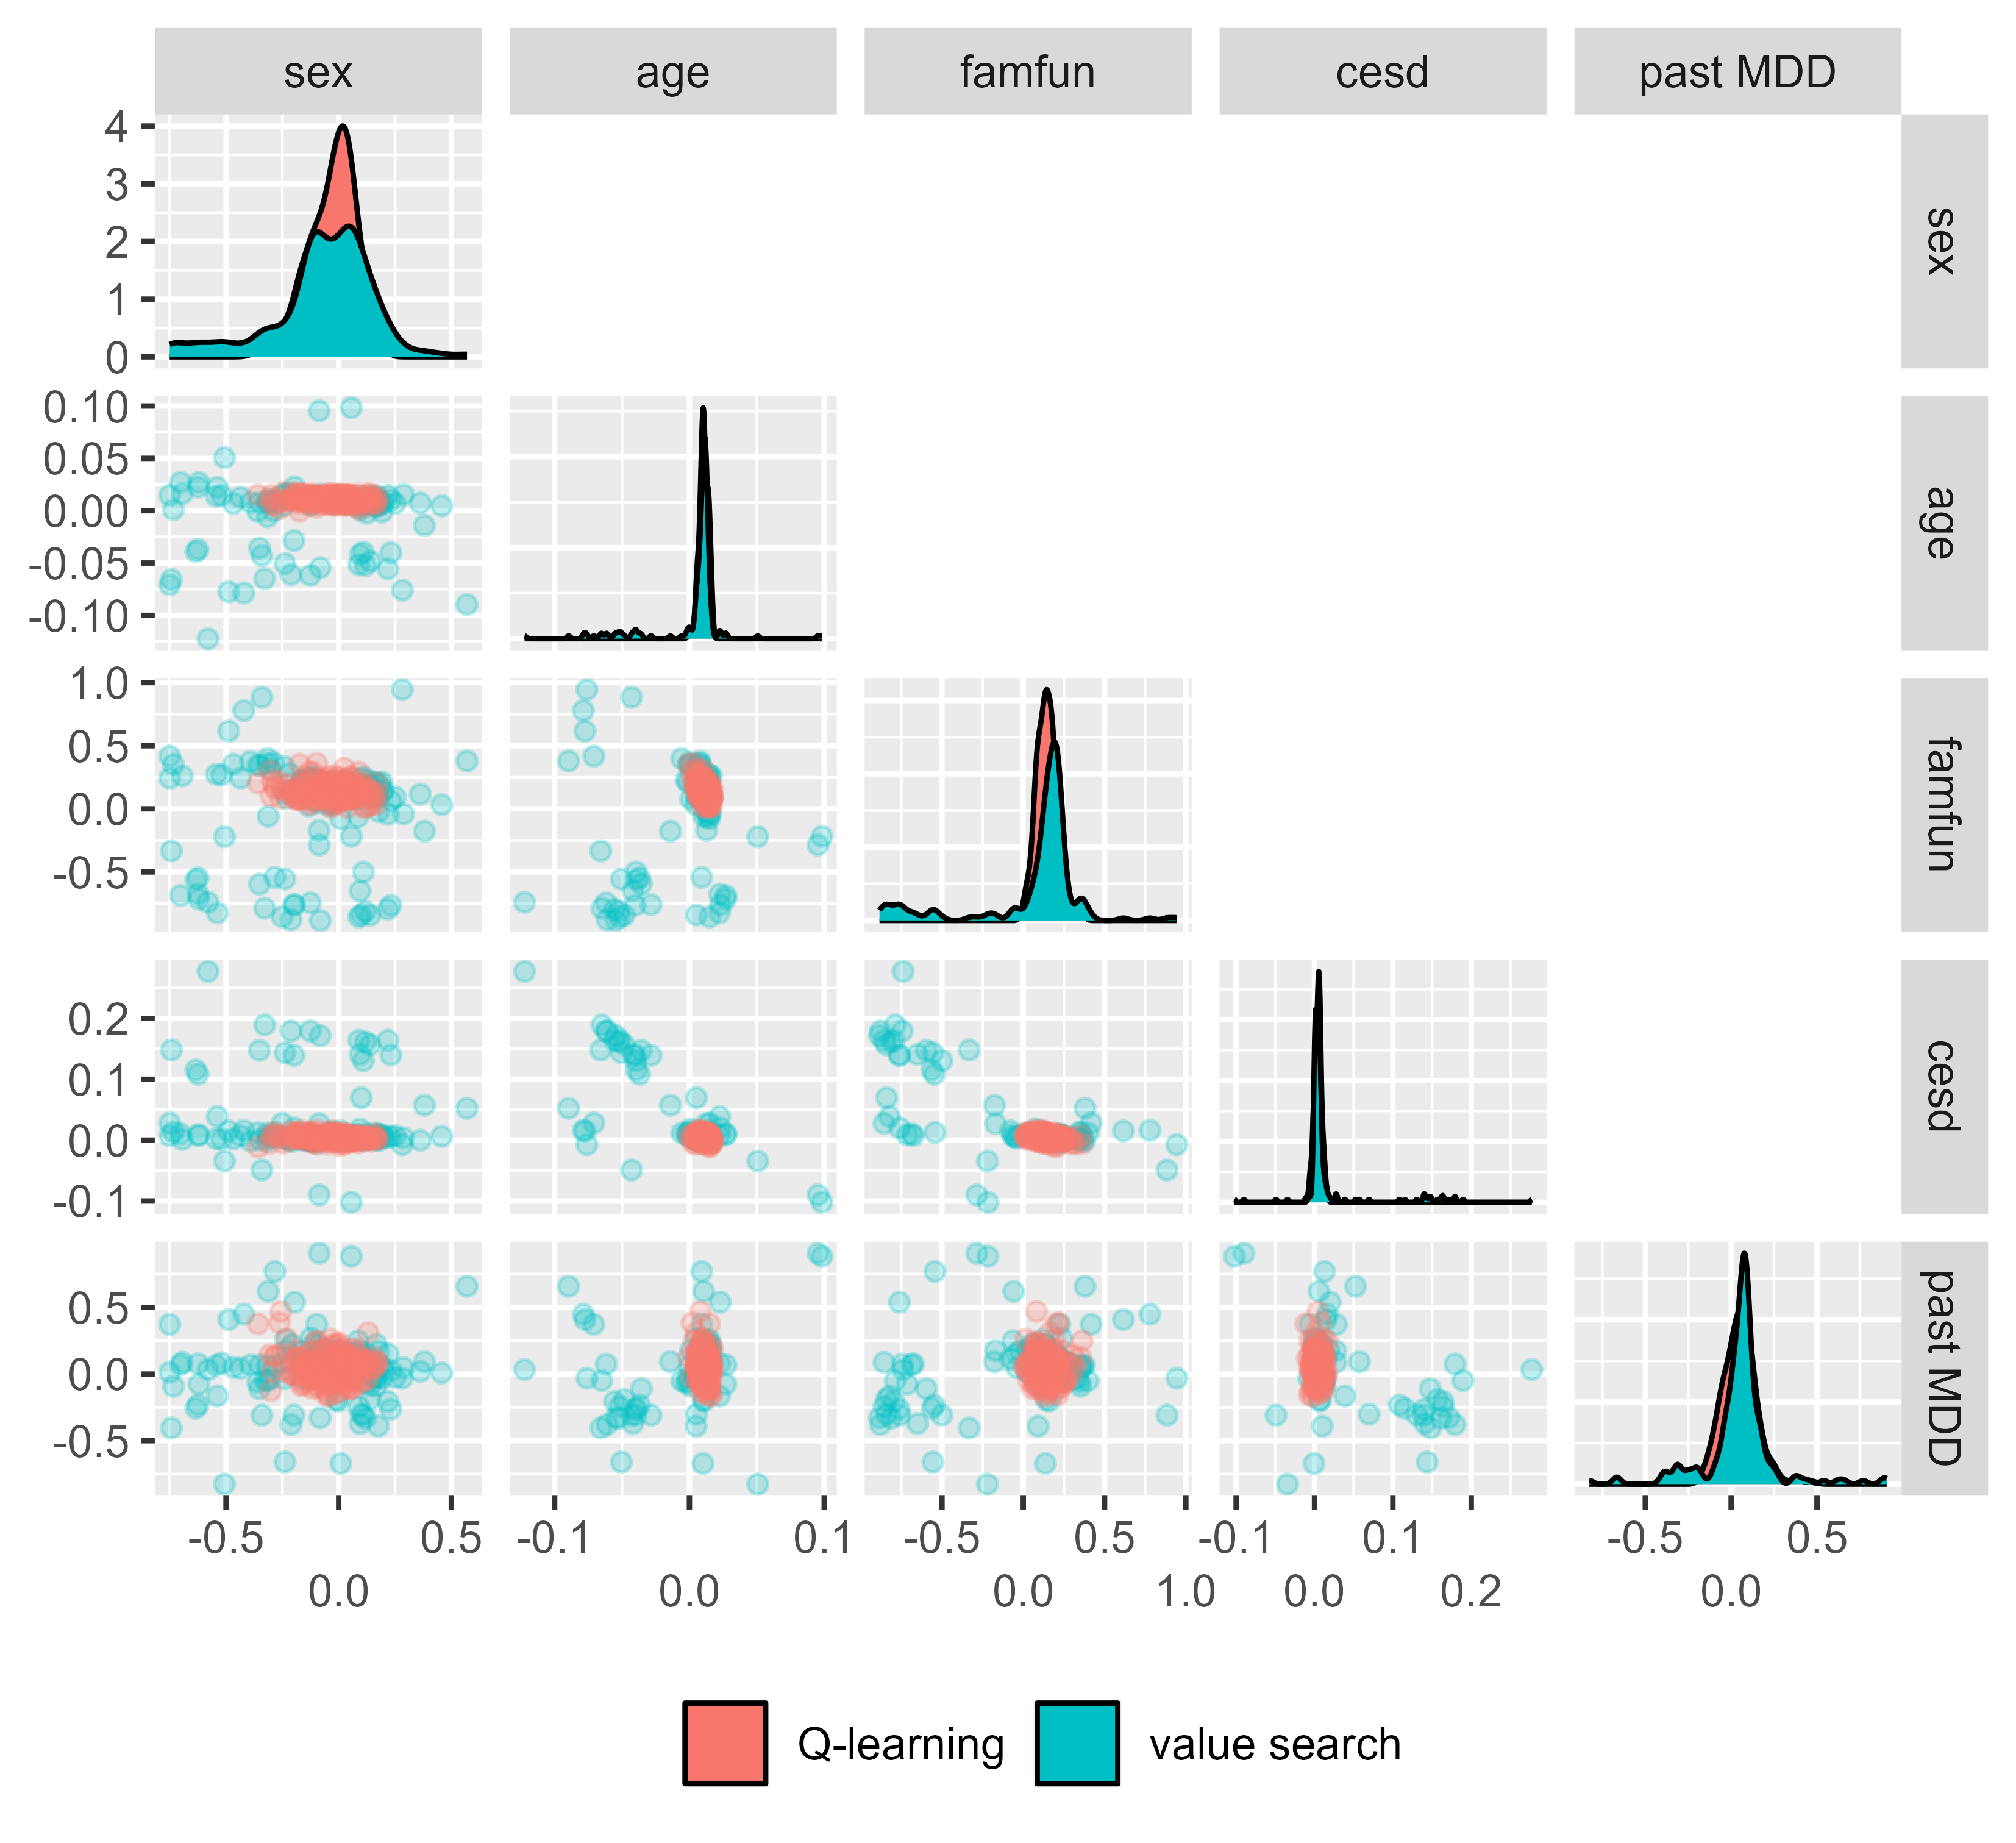 sex age famfun cesd past MDD
4
3
2
1
0
sex
0.10
0.05
0.00
-0.05
-0.10
age
1.0
0.5
0.0
-0.5
famfun
0.2
0.1
0.0
-0.1
cesd
0.5
0.0
-0.5
past MDD
-0.5 0.5 -0.1 0.1 -0.5 0.5 -0.1 0.1 -0.5 0.5
0.0 0.0 0.0 1.0 0.0 0.2 0.0
Q-learning value search